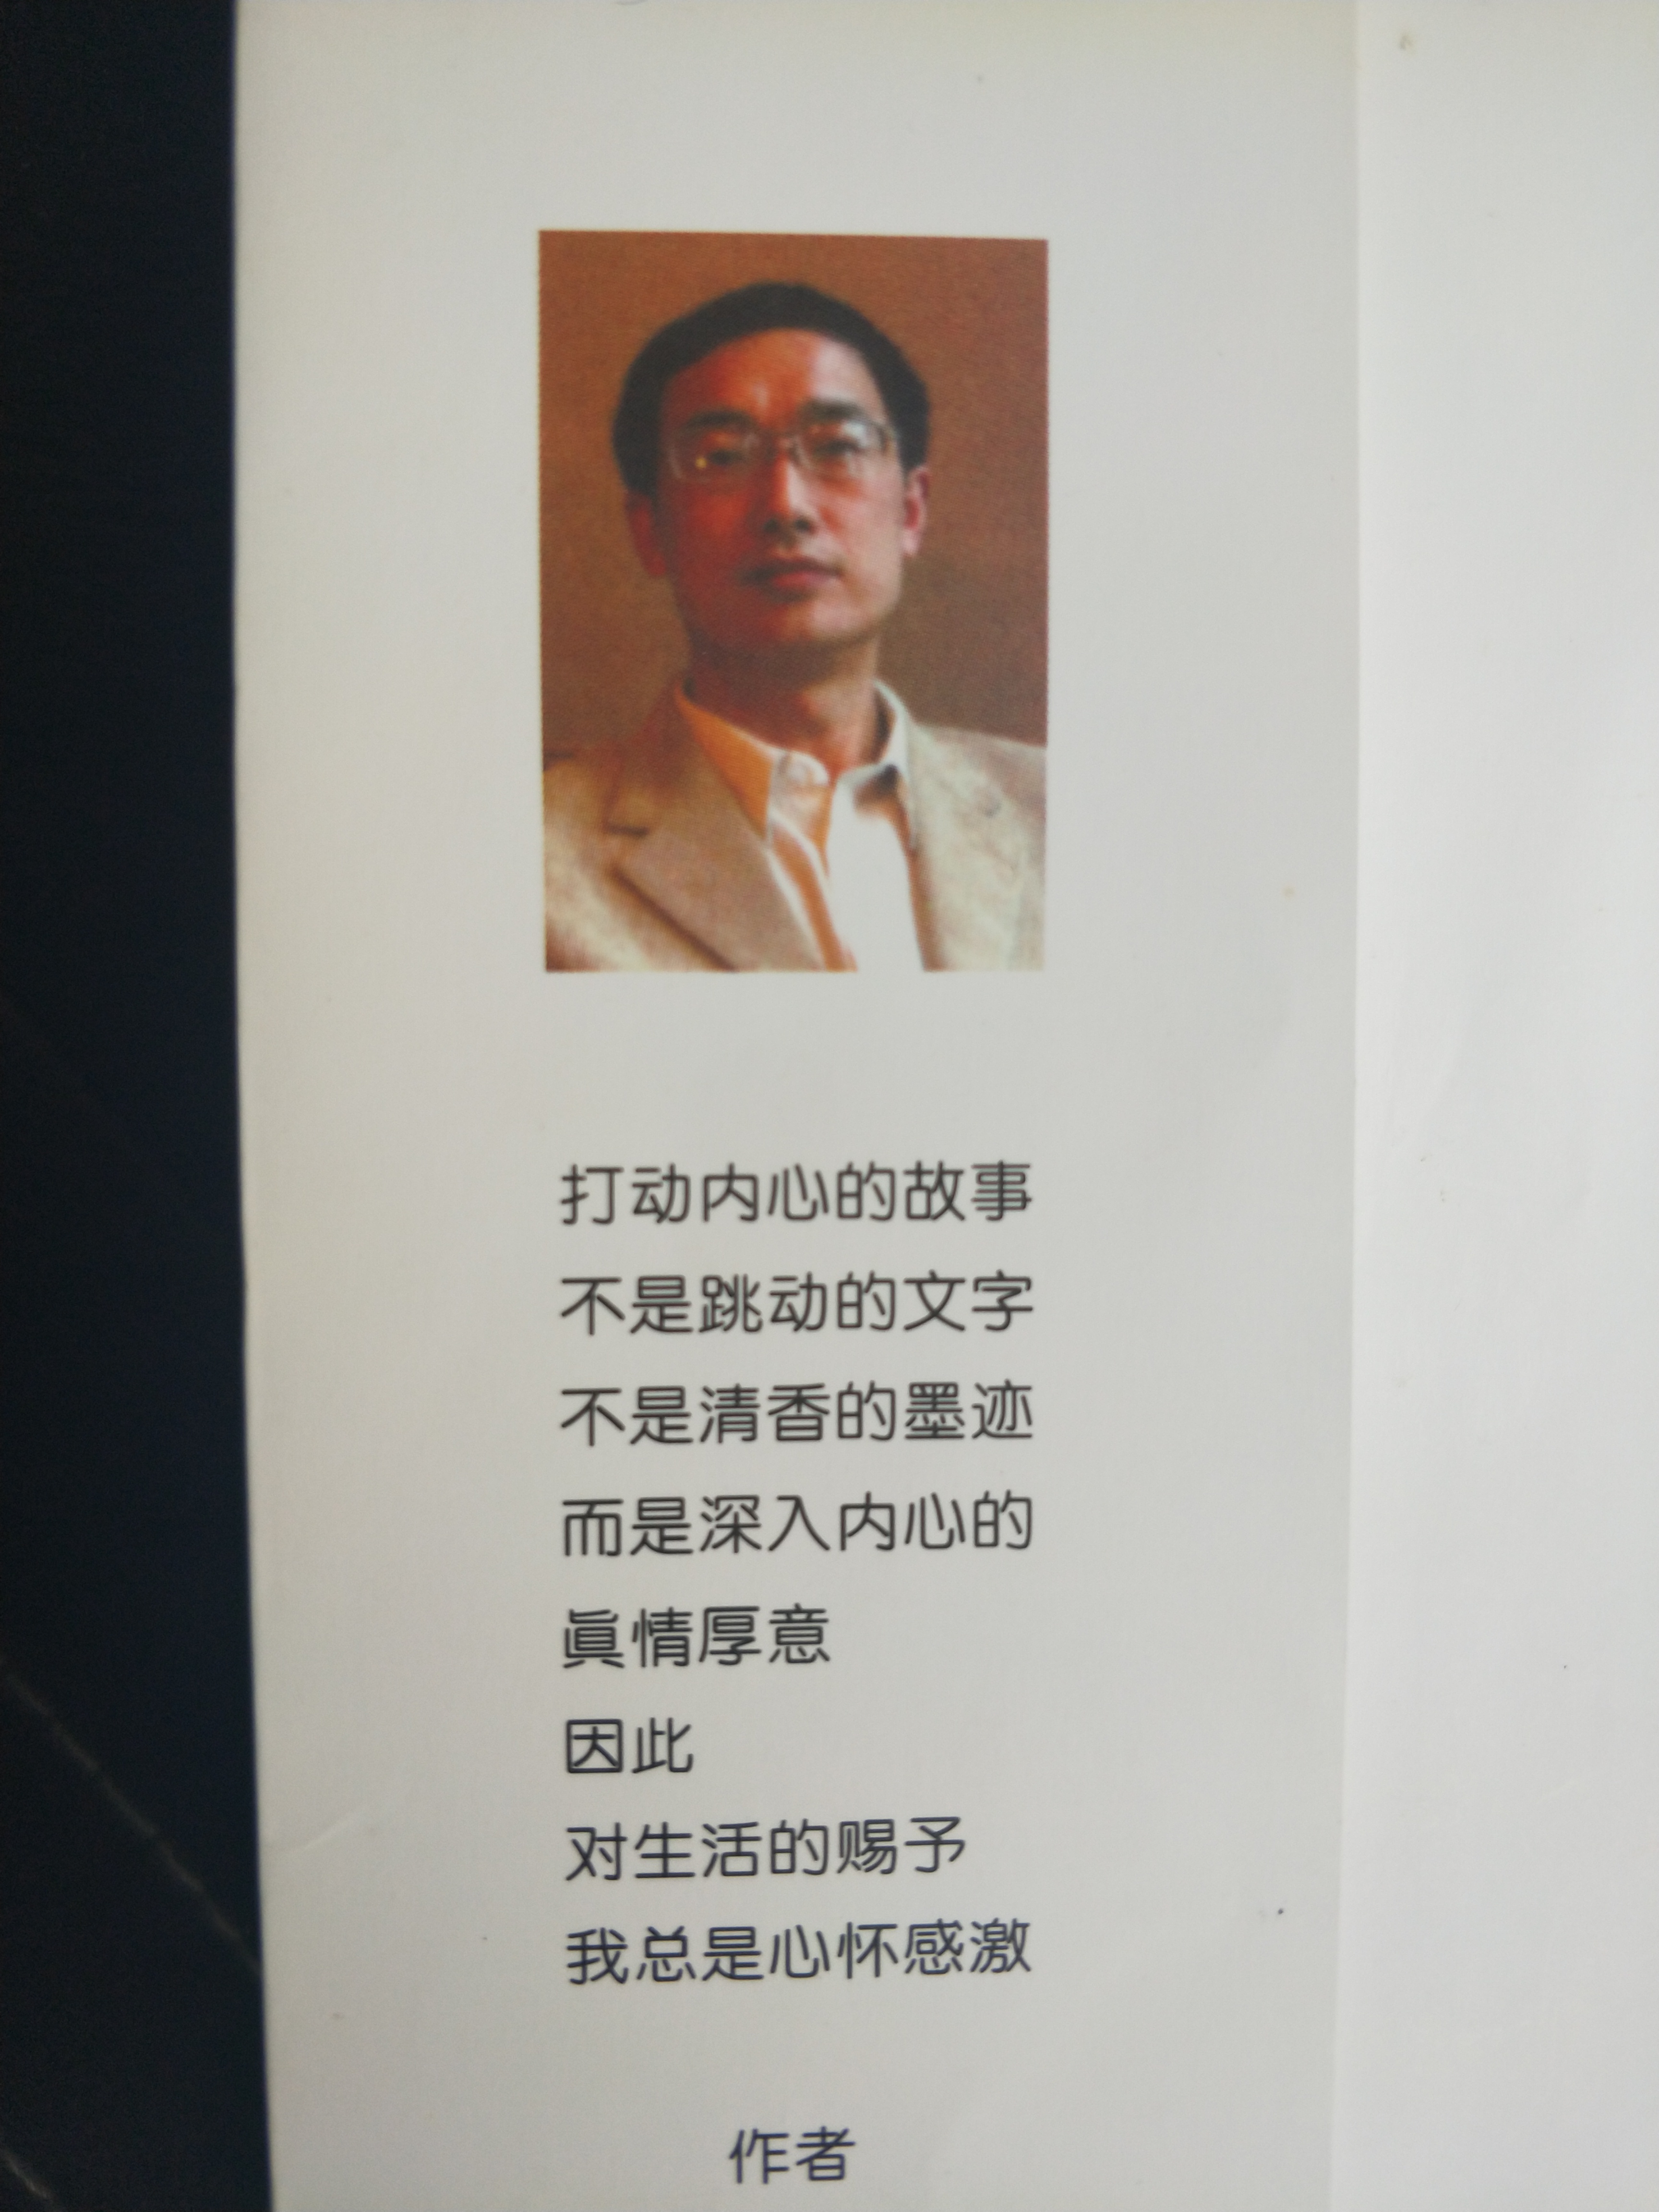 打动内心的故事
不是跳动的文字
不是清香的墨迹
而是深入内心的
眞情厚意
因此
对生活的赐予
我总是心怀感激
作者